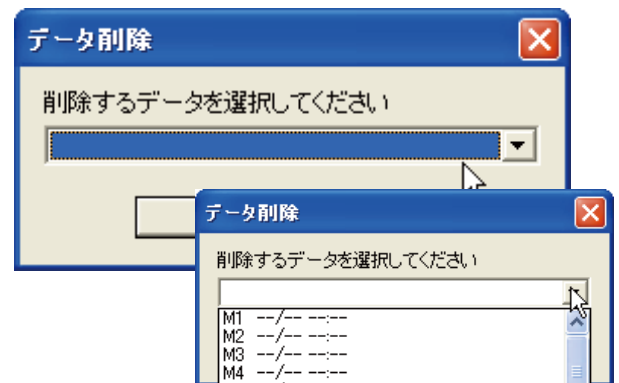 データ削除
削除するデータを選択してください
データ削除
削除するデータを選択してください
M1 --/-- --:--
M2 --/-- --:--
M3 --/-- --:--
M4 --/-- --:--